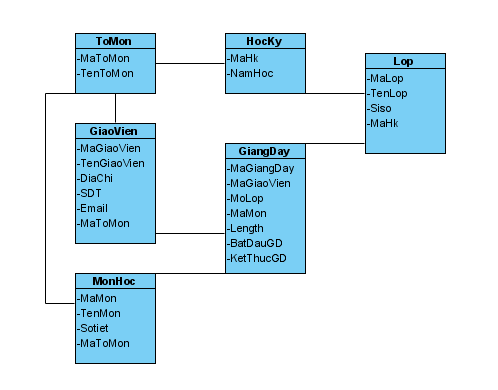 ToMon
-MaToMon
-TenToMon
HocKy
-MaHk
-NamHoc
Lop
-MaLop
-TenLop
-Siso
-MaHk
GiaoVien
-MaGiaoVien
-TenGiaoVien
-DiaChi
-SDT
-Email
-MaToMon
GiangDay
-MaGiangDay
-MaGiaoVien
-MoLop
-MaMon
-Length
-BatDauGD
-KetThucGD
MonHoc
-MaMon
-TenMon
-Sotiet
-MaToMon